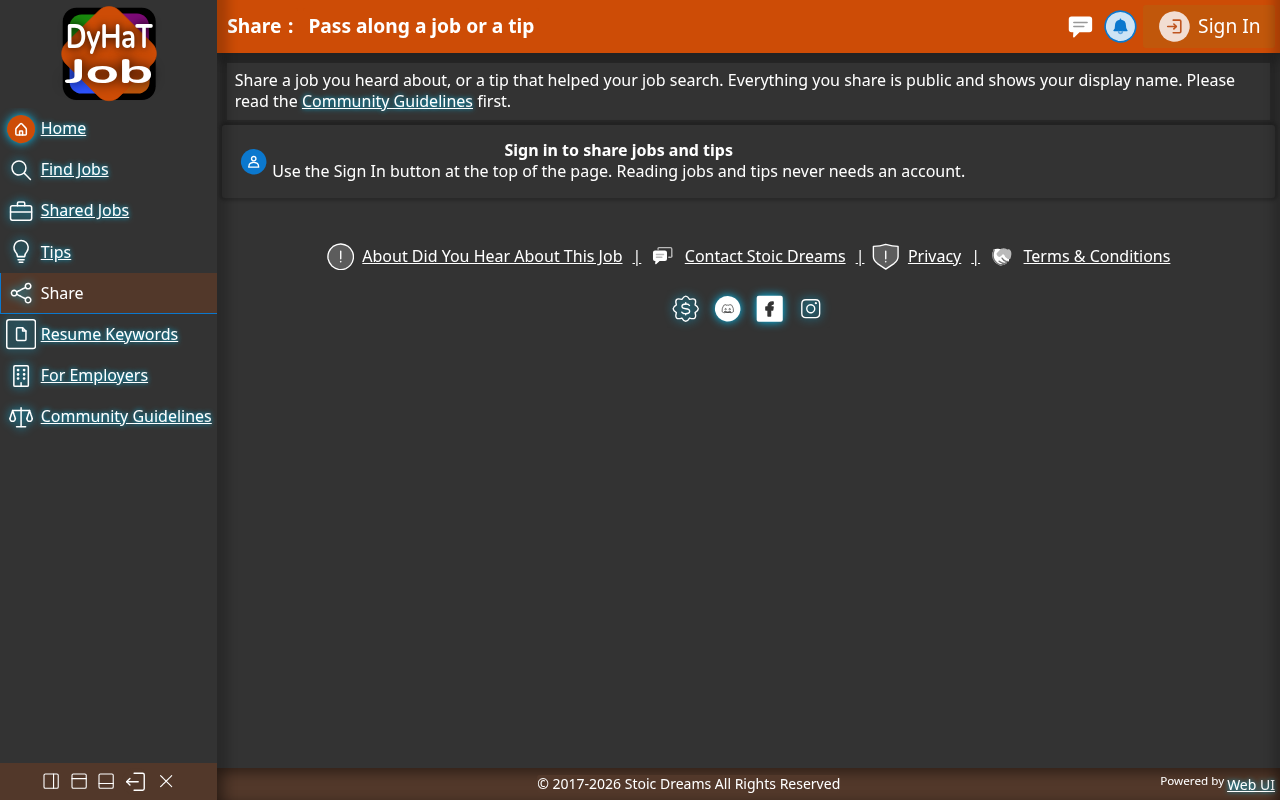 DyHaT
Job
Share : Pass along a job or a tip
Sign In
Home
Find Jobs
Shared Jobs
Tips
Share
Resume Keywords
For Employers
Community Guidelines
Share a job you heard about, or a tip that helped your job search. Everything you share is public and shows your display name. Please
read the Community Guidelines first.
Sign in to share jobs and tips
Use the Sign In button at the top of the page. Reading jobs and tips never needs an account.
About Did You Hear About This Job | Contact Stoic Dreams | Privacy | Terms & Conditions
© 2017-2026 Stoic Dreams All Rights Reserved
Powered by Web UI